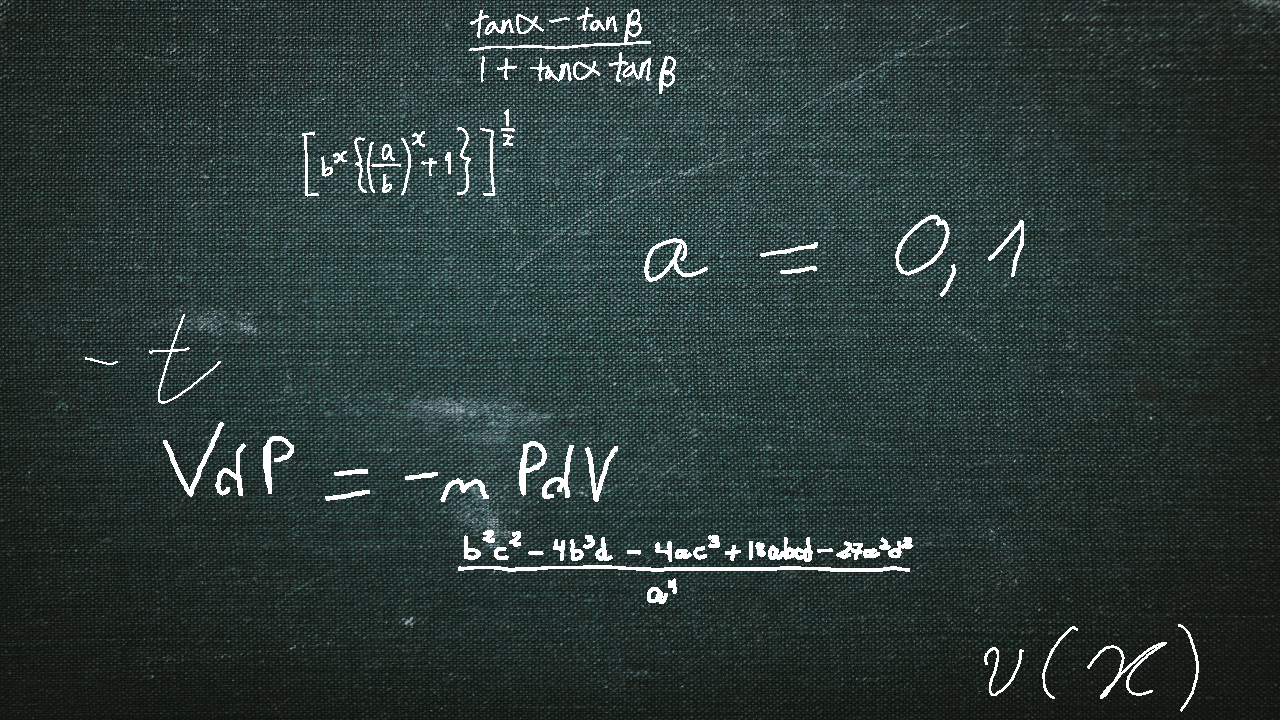 \frac{\tan\alpha - \tan\beta}{1 + \tan\alpha \tan\beta}
\left[ b^x \left\{ \left( \frac{a}{b} \right)^x + 1 \right\} \right]^{\frac{1}{2}}
a = 0,1
-t
VdP = -m PdV
\frac{b^2c^2 - 4b^3d - 4ac^3 + 18abcd - 27a^2d^2}{a^4}
v(x)